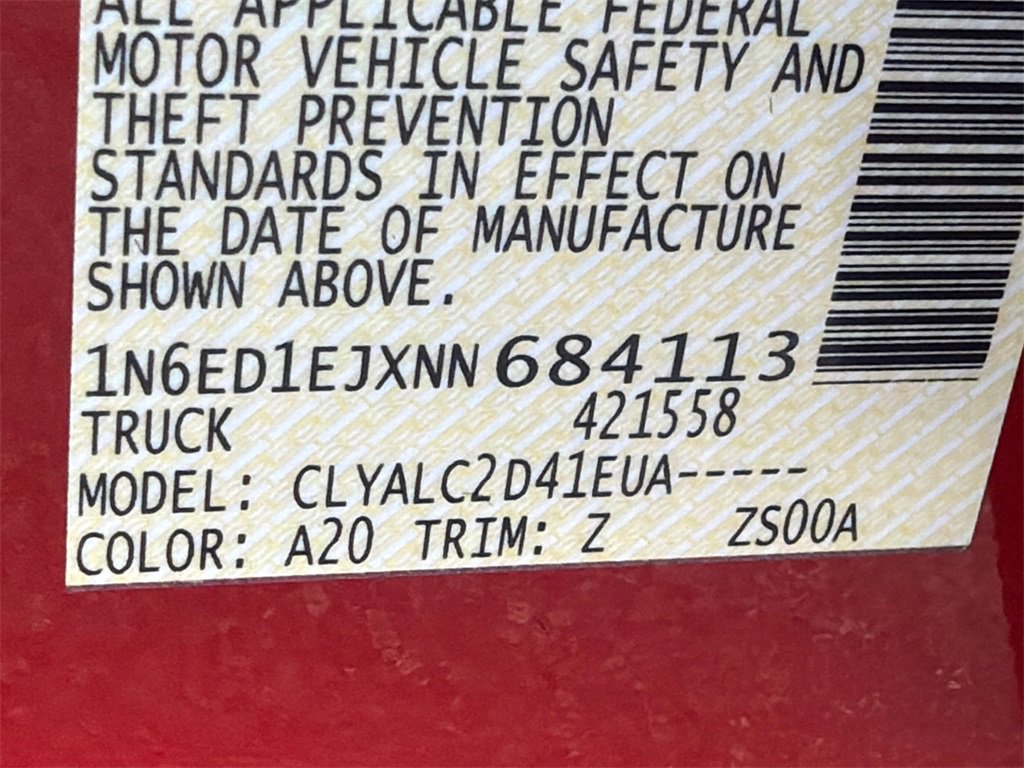 ALL APPLICABLE FEDERAL
MOTOR VEHICLE SAFETY AND
THEFT PREVENTION
STANDARDS IN EFFECT ON
THE DATE OF MANUFACTURE
SHOWN ABOVE.
1N6ED1EJXNN684113
TRUCK 421558
MODEL: CLYALC2D41EUA-----
COLOR: A20 TRIM: Z ZS00A